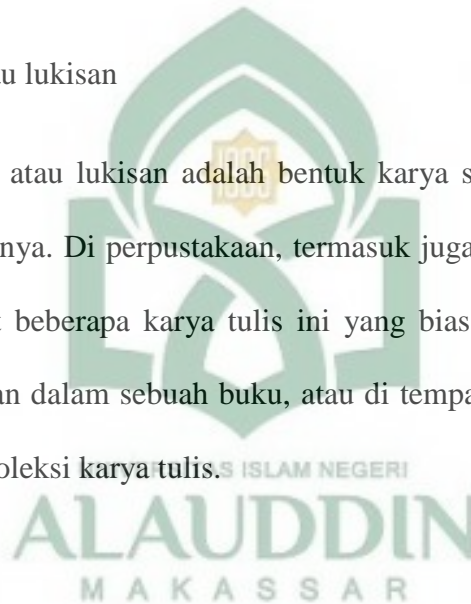 au lukisan
atau lukisan adalah bentuk karya s
nya. Di perpustakaan, termasuk juga
beberapa karya tulis ini yang bias
an dalam sebuah buku, atau di tempa
oleksi karya tulis.
S ISLAM NEGERI
ALAUDDIN
MAKASSAR